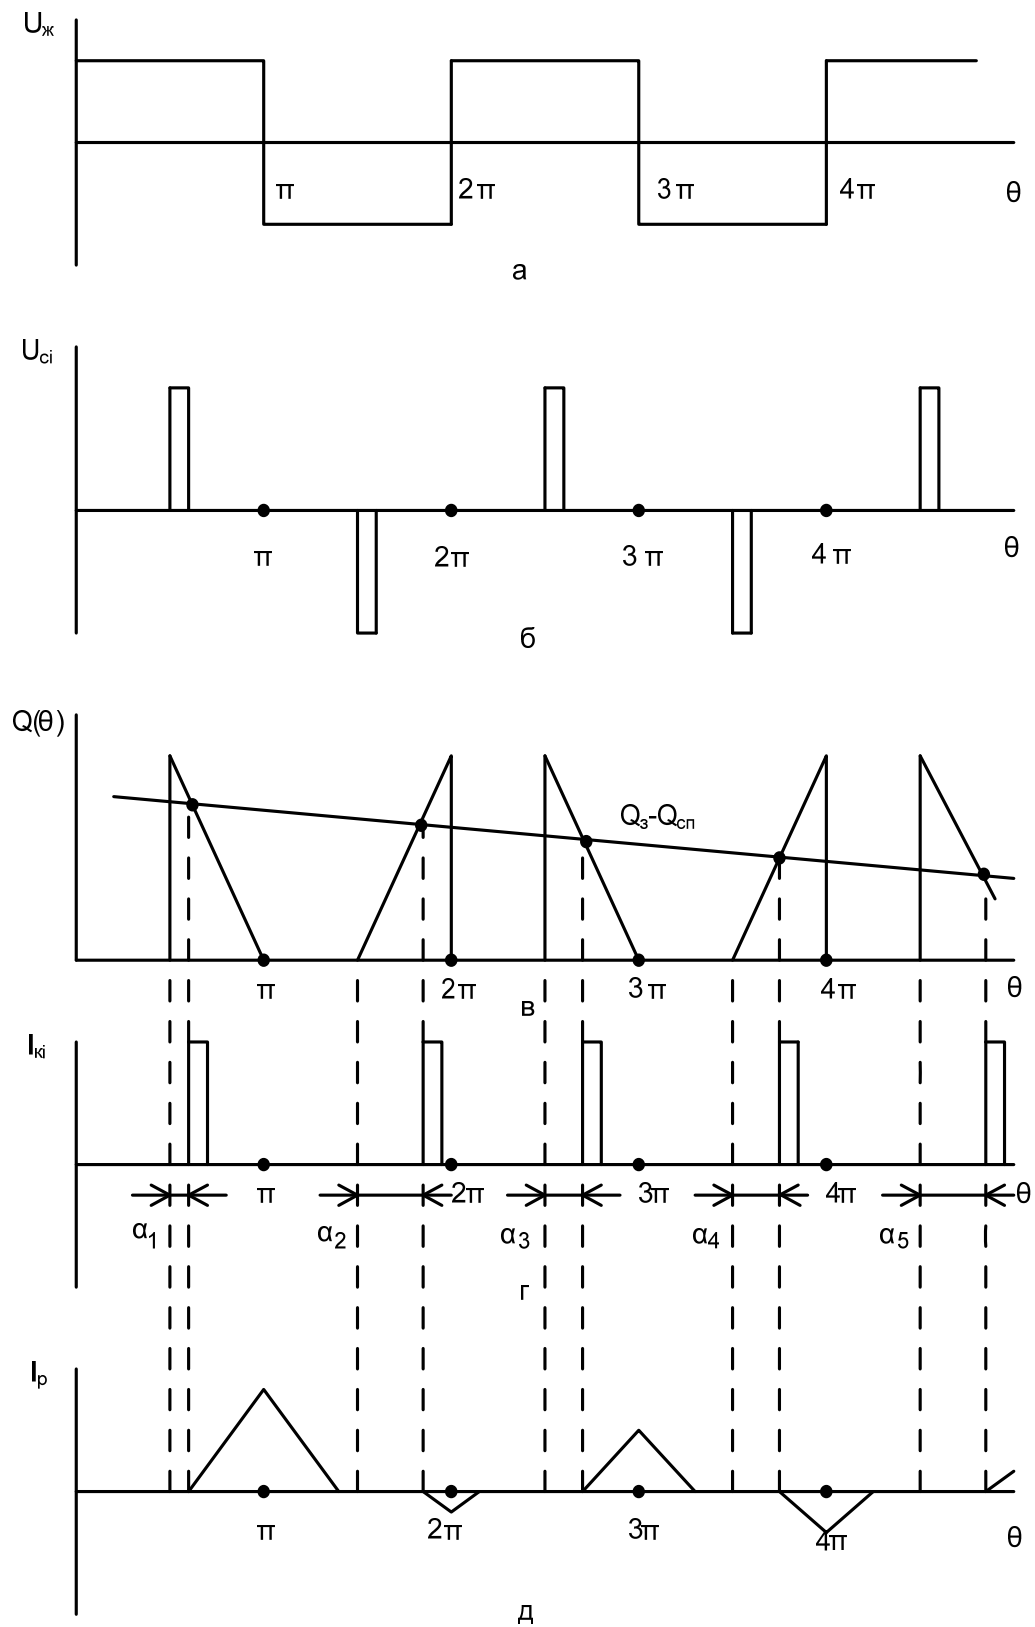 Uж
π 2π 3π 4π θ
а
Uсі
π 2π 3π 4π θ
б
Q(θ)
Qз-Qсп
π 2π 3π 4π θ
в
Iкі
π 2π 3π 4π θ
α1 α2 α3 α4 α5
г
Iр
π 2π 3π 4π θ
д